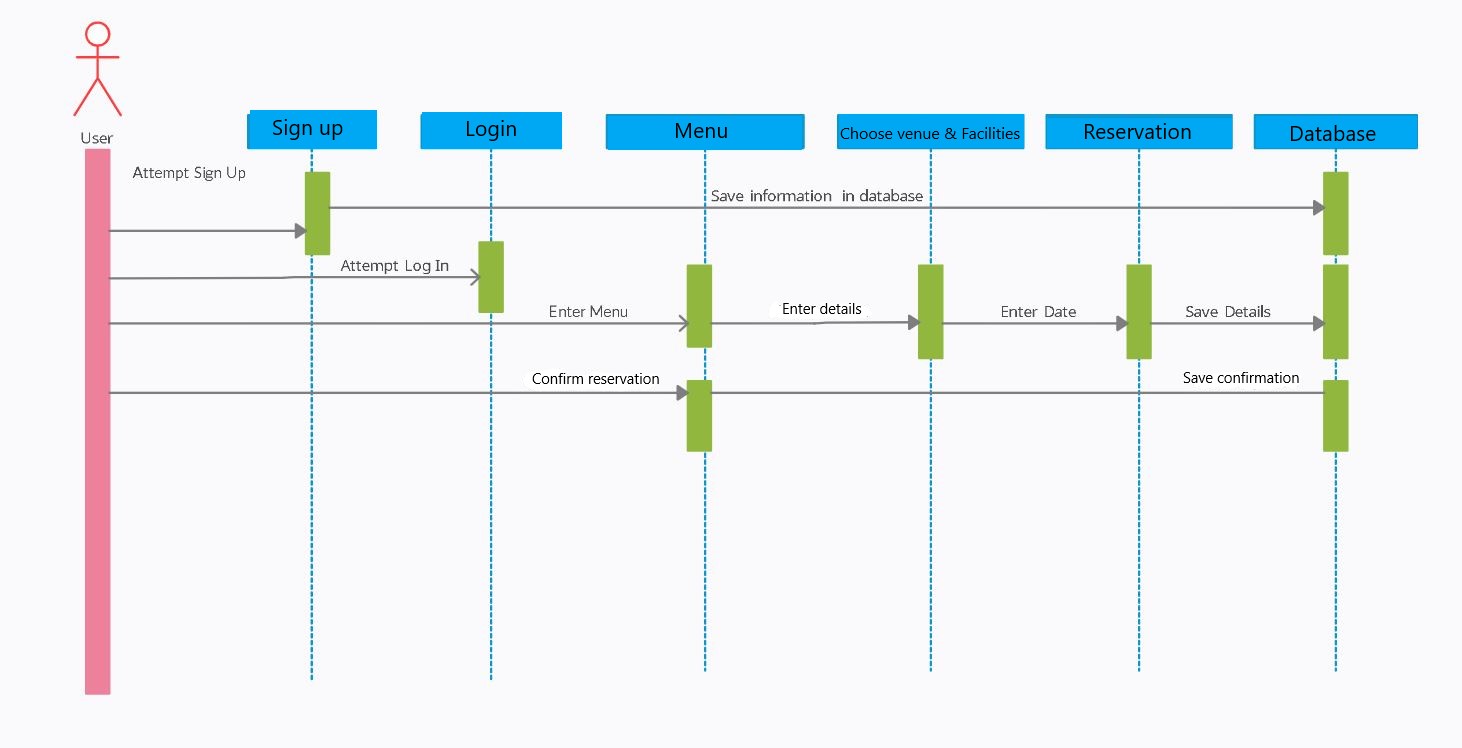 User
Sign up
Login
Menu
Choose venue & Facilities
Reservation
Database
Attempt Sign Up
Save information in database
Attempt Log In
Enter Menu
Enter details
Enter Date
Save Details
Confirm reservation
Save confirmation